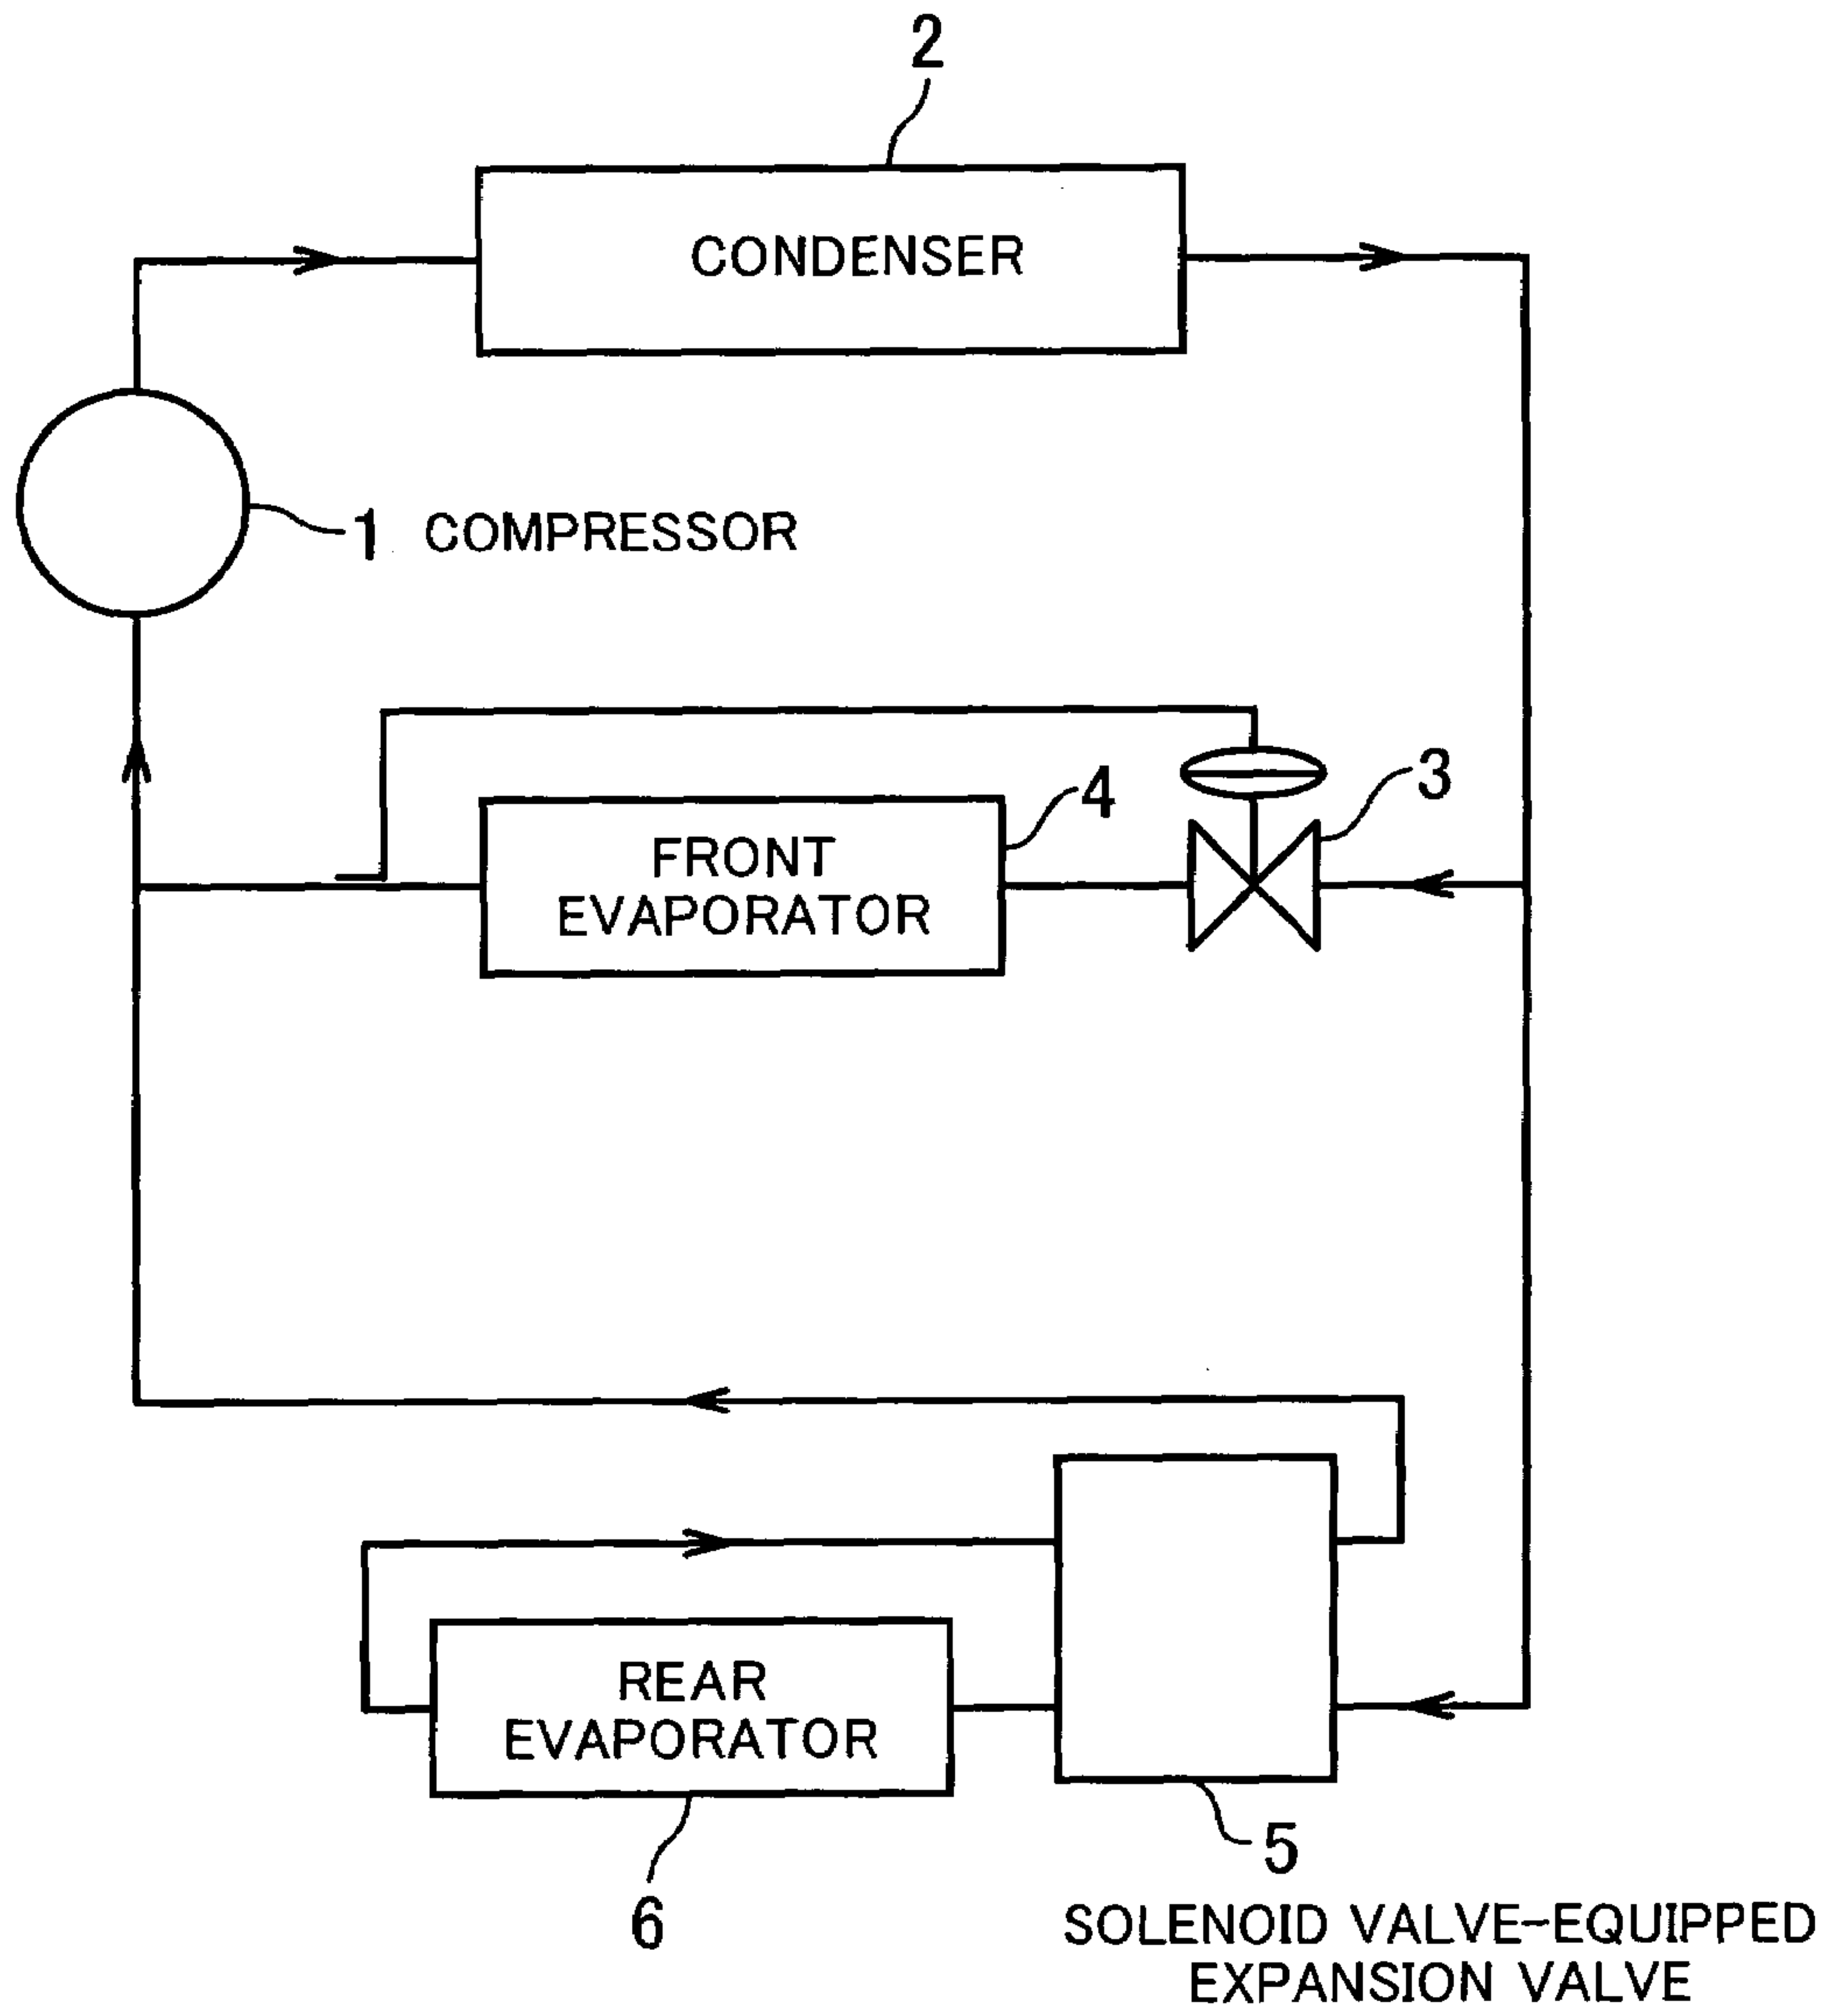 2
CONDENSER
1 COMPRESSOR
3
4
FRONT
EVAPORATOR
REAR
EVAPORATOR
5
6
SOLENOID VALVE-EQUIPPED
EXPANSION VALVE